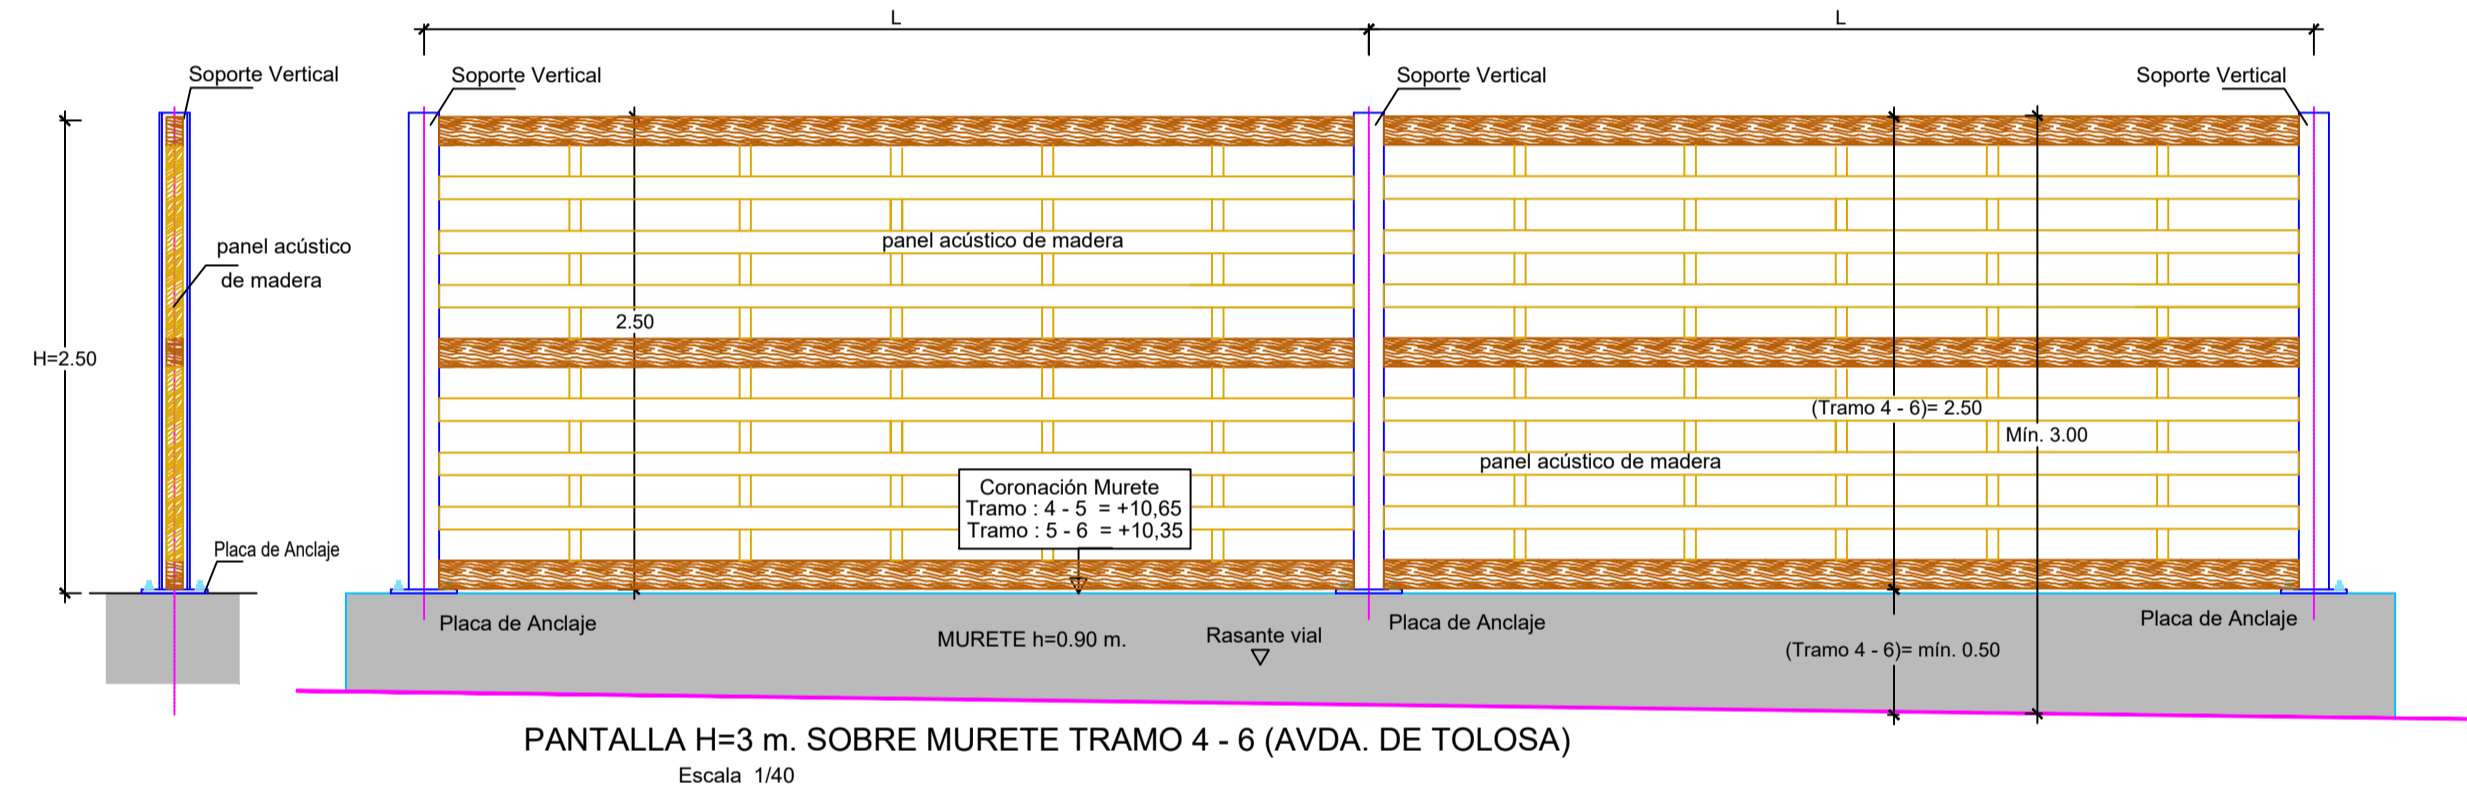 L
L
Soporte Vertical
Soporte Vertical
Soporte Vertical
Soporte Vertical
panel acústico
de madera
panel acústico de madera
2.50
H=2.50
(Tramo 4 - 6)= 2.50
Mín. 3.00
panel acústico de madera
Coronación Murete
Tramo : 4 - 5 = +10,65
Tramo : 5 - 6 = +10,35
Placa de Anclaje
Placa de Anclaje
Placa de Anclaje
Placa de Anclaje
MURETE h=0.90 m.
Rasante vial
(Tramo 4 - 6)= mín. 0.50
PANTALLA H=3 m. SOBRE MURETE TRAMO 4 - 6 (AVDA. DE TOLOSA)
Escala 1/40